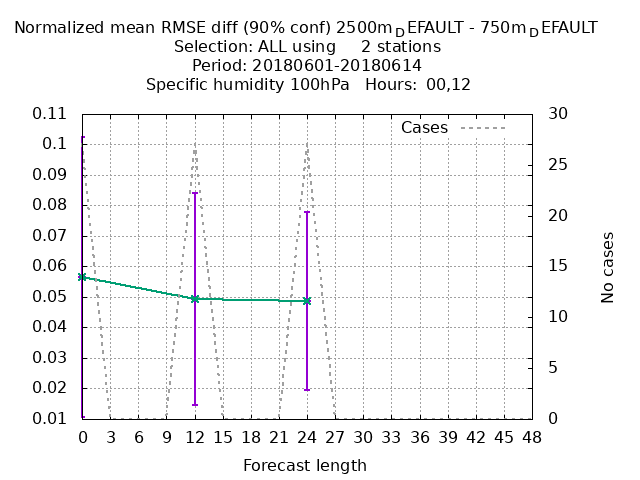 Normalized mean RMSE diff (90% conf) 2500m_DEFAULT - 750m_DEFAULT
Selection: ALL using     2 stations
Period: 20180601-20180614
Specific humidity 100hPa   Hours: 00,12
Cases
0.11
0.1
0.09
0.08
0.07
0.06
0.05
0.04
0.03
0.02
0.01
30
25
20
15
10
5
0
No cases
0 3 6 9 12 15 18 21 24 27 30 33 36 39 42 45 48
Forecast length